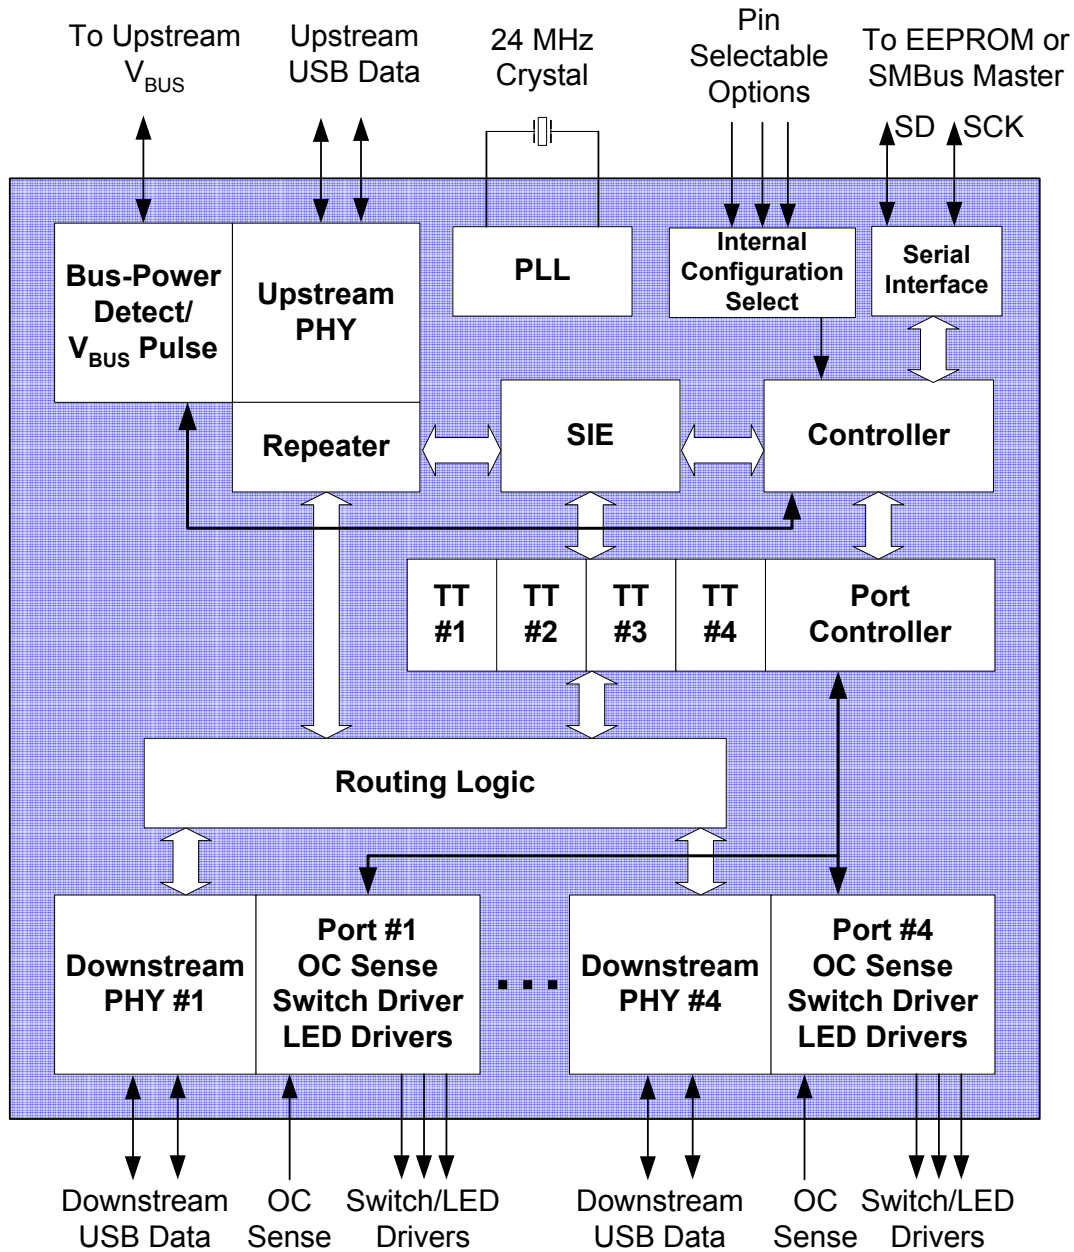 To Upstream
VBUS
Upstream
USB Data
24 MHz
Crystal
Pin
Selectable
Options
To EEPROM or
SMBus Master
SD
SCK
Bus-Power
Detect/
VBUS Pulse
Upstream
PHY
PLL
Internal
Configuration
Select
Serial
Interface
Repeater
SIE
Controller
TT
#1
TT
#2
TT
#3
TT
#4
Port
Controller
Routing Logic
Downstream
PHY #1
Port #1
OC Sense
Switch Driver
LED Drivers
...
Downstream
PHY #4
Port #4
OC Sense
Switch Driver
LED Drivers
Downstream
USB Data
OC
Sense
Switch/LED
Drivers
Downstream
USB Data
OC
Sense
Switch/LED
Drivers